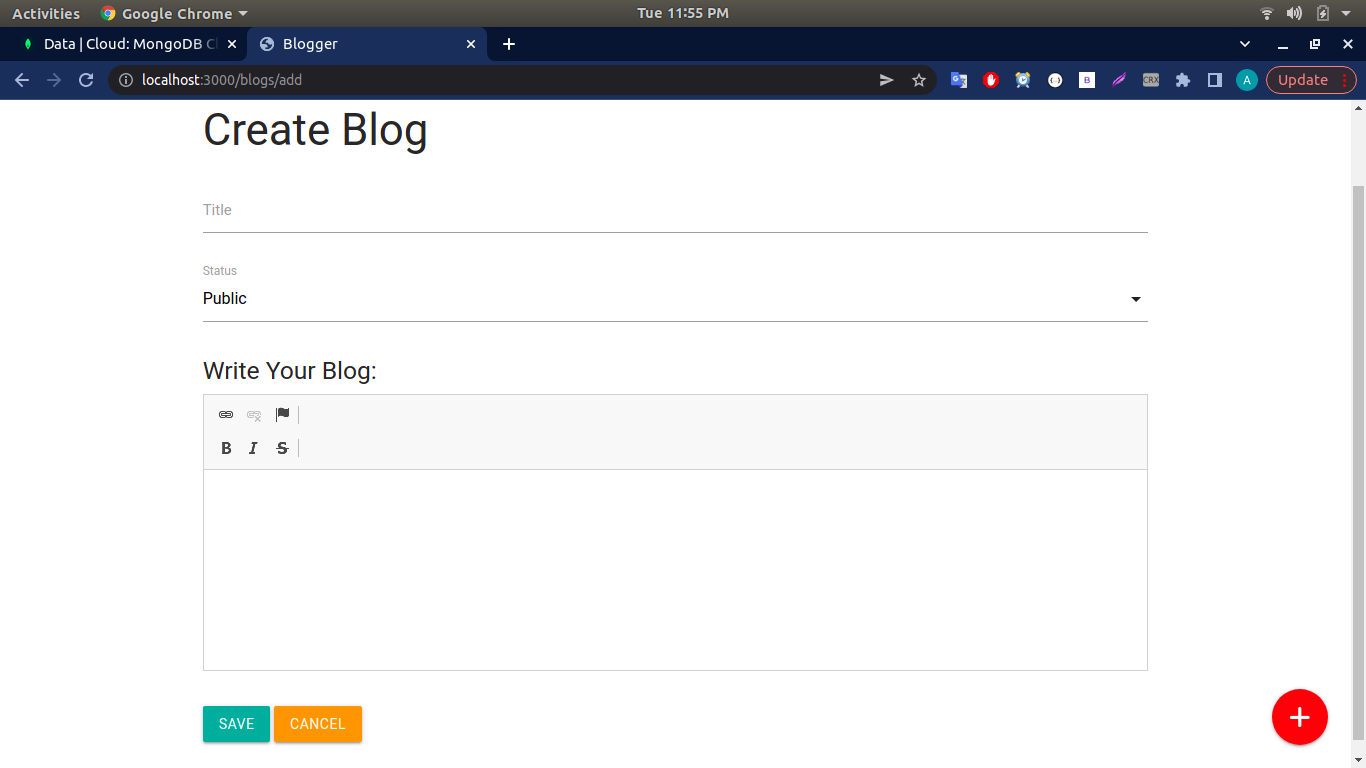 Activities Google Chrome Tue 11:55 PM
Data | Cloud: MongoDB Cl Blogger
localhost:3000/blogs/add B CRX A Update
Create Blog
Title
Status
Public
Write Your Blog:
B I S
SAVE CANCEL